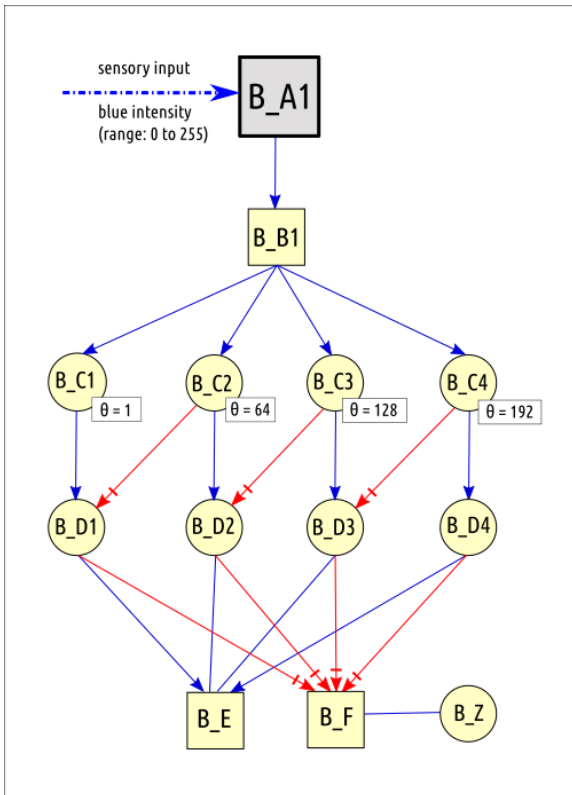 sensory input
B_A1
blue intensity
(range: 0 to 255)
B_B1
B_C1
B_C2
B_C3
B_C4
θ = 1
θ = 64
θ = 128
θ = 192
B_D1
B_D2
B_D3
B_D4
B_E
B_F
B_Z